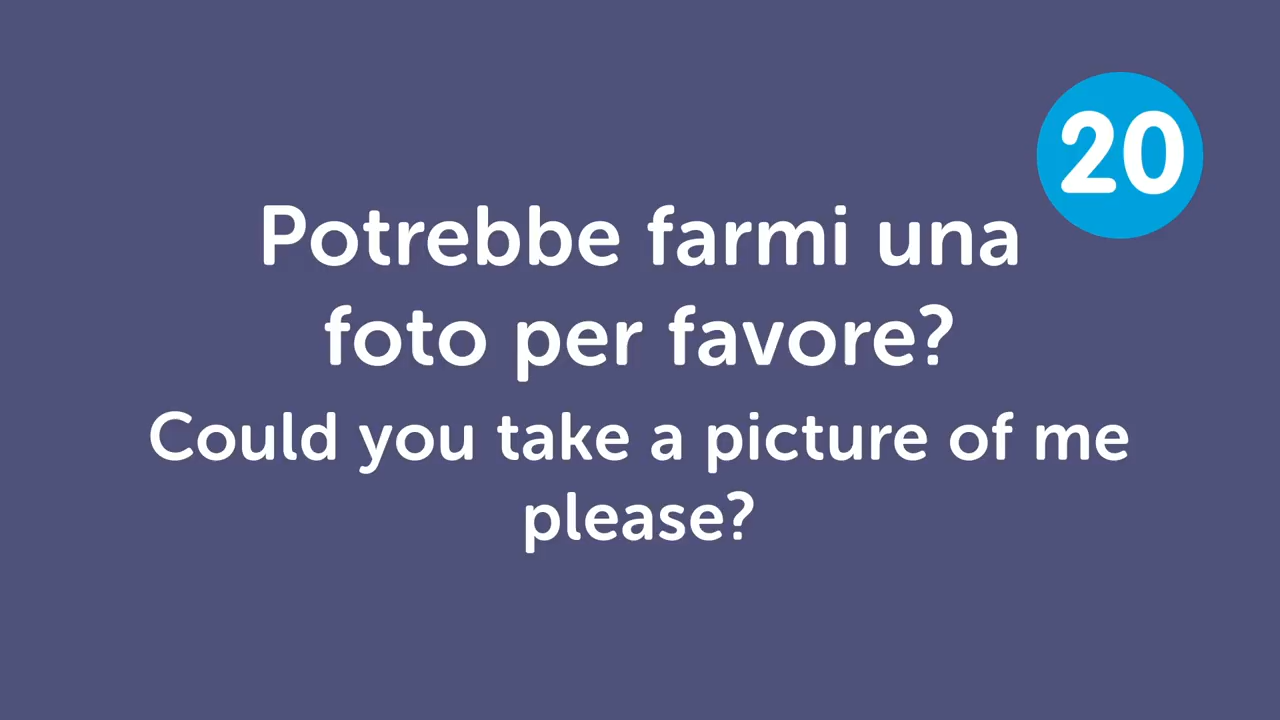 20
Potrebbe farmi una
foto per favore?
Could you take a picture of me
please?